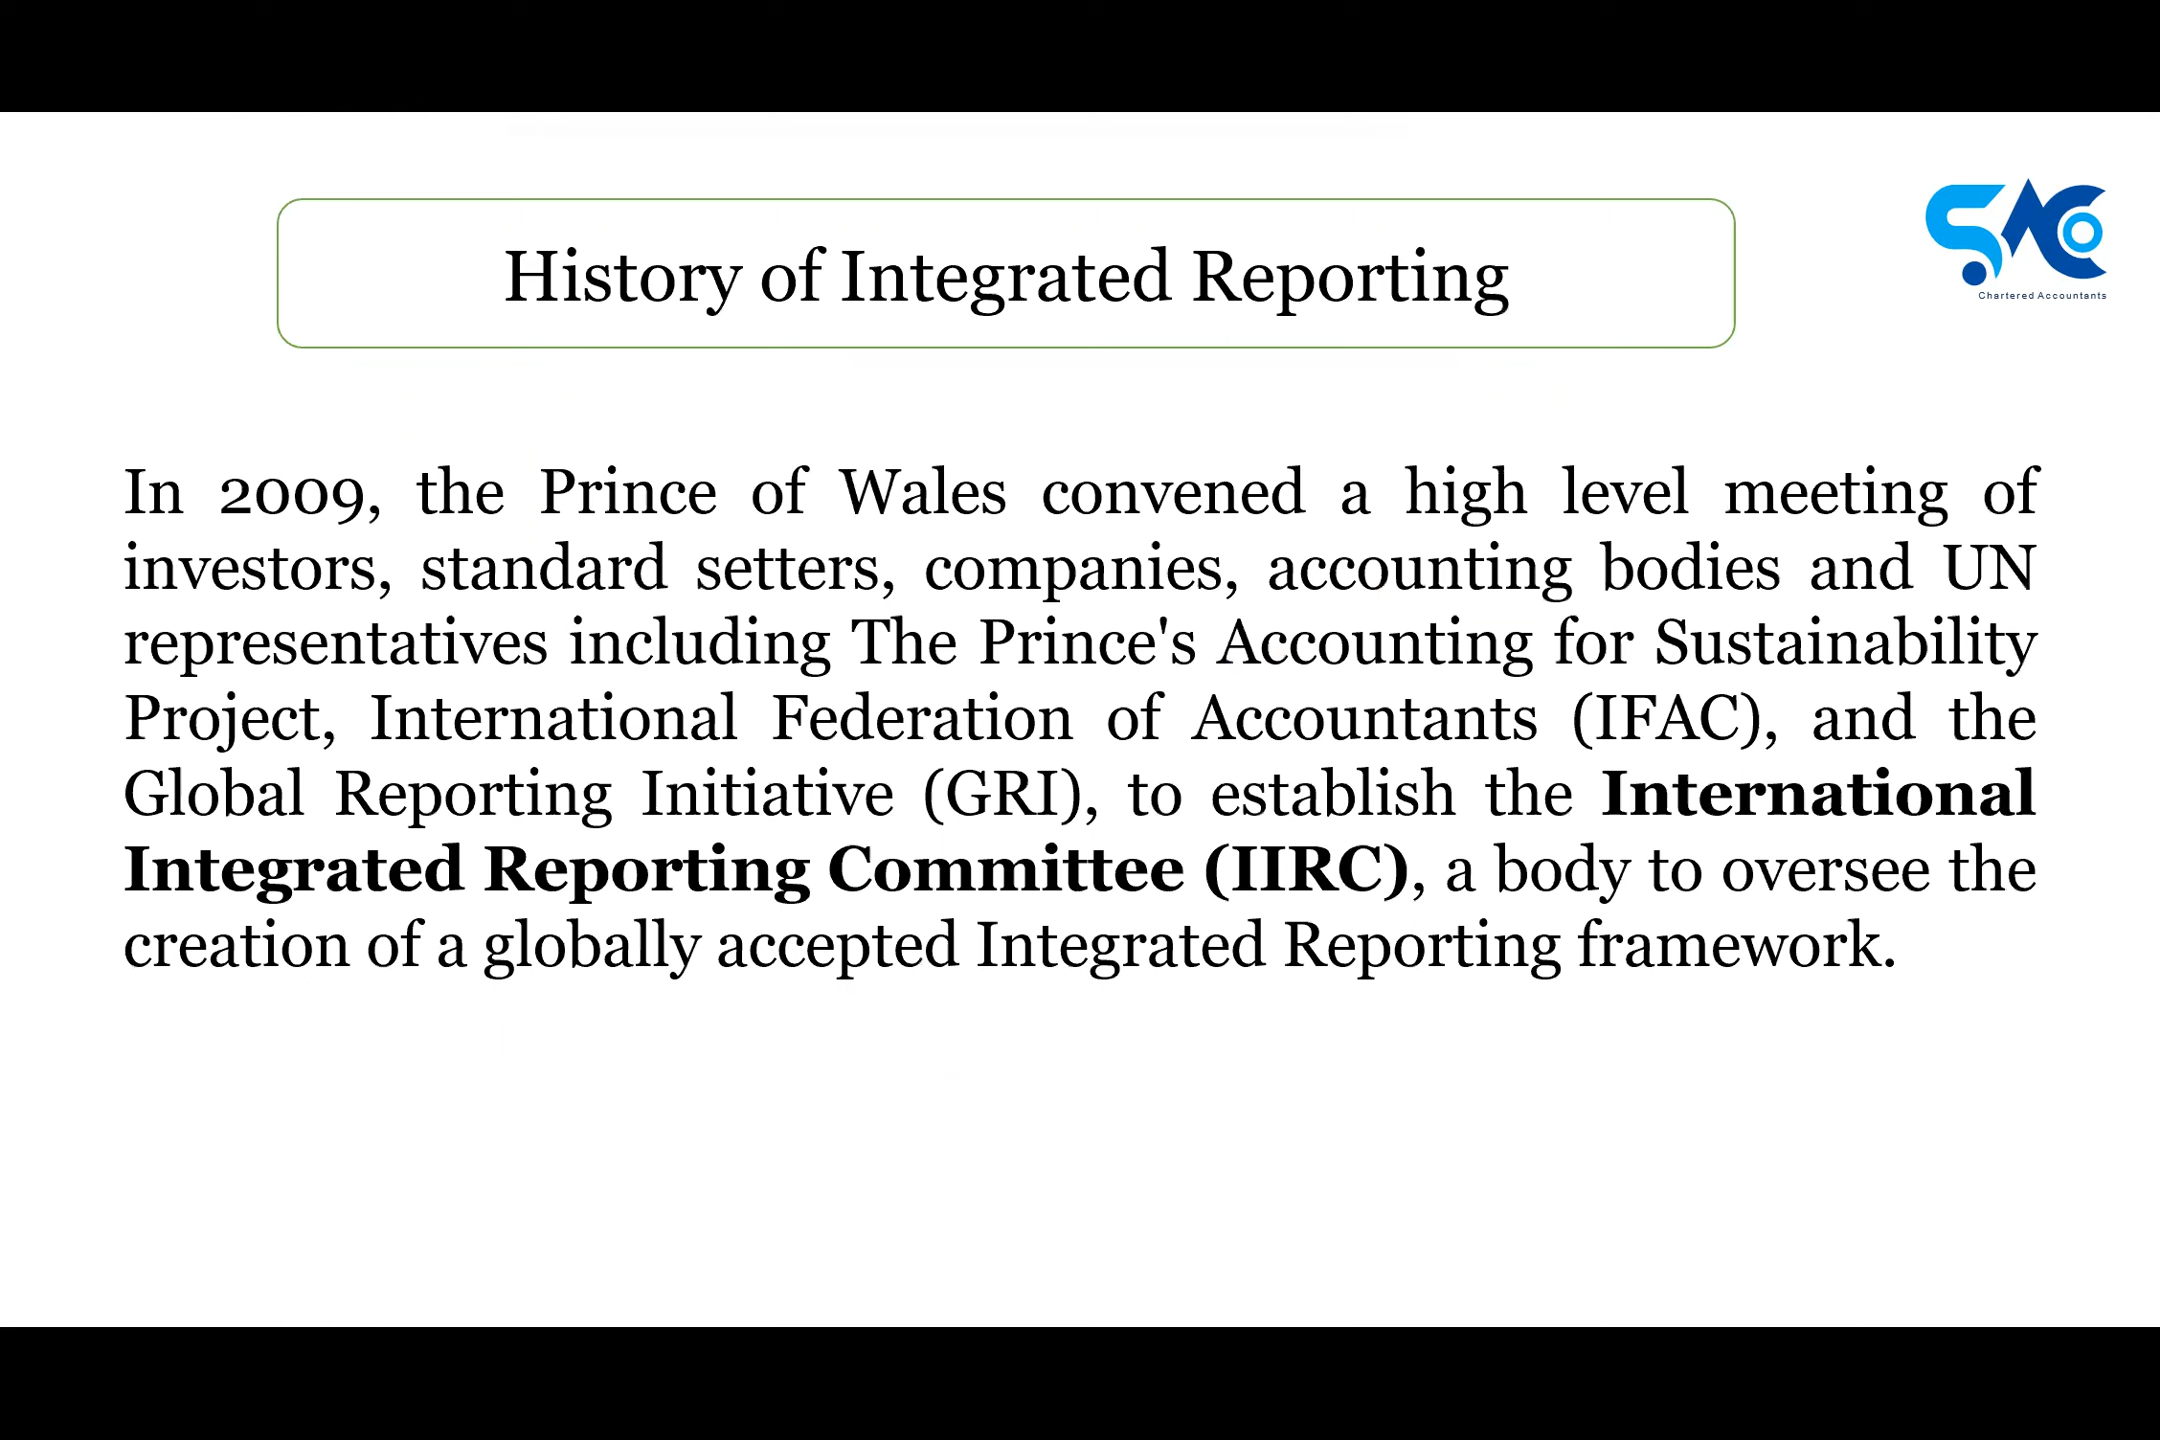 History of Integrated Reporting
SACo
Chartered Accountants
In 2009, the Prince of Wales convened a high level meeting of
investors, standard setters, companies, accounting bodies and UN
representatives including The Prince's Accounting for Sustainability
Project, International Federation of Accountants (IFAC), and the
Global Reporting Initiative (GRI), to establish the International
Integrated Reporting Committee (IIRC), a body to oversee the
creation of a globally accepted Integrated Reporting framework.